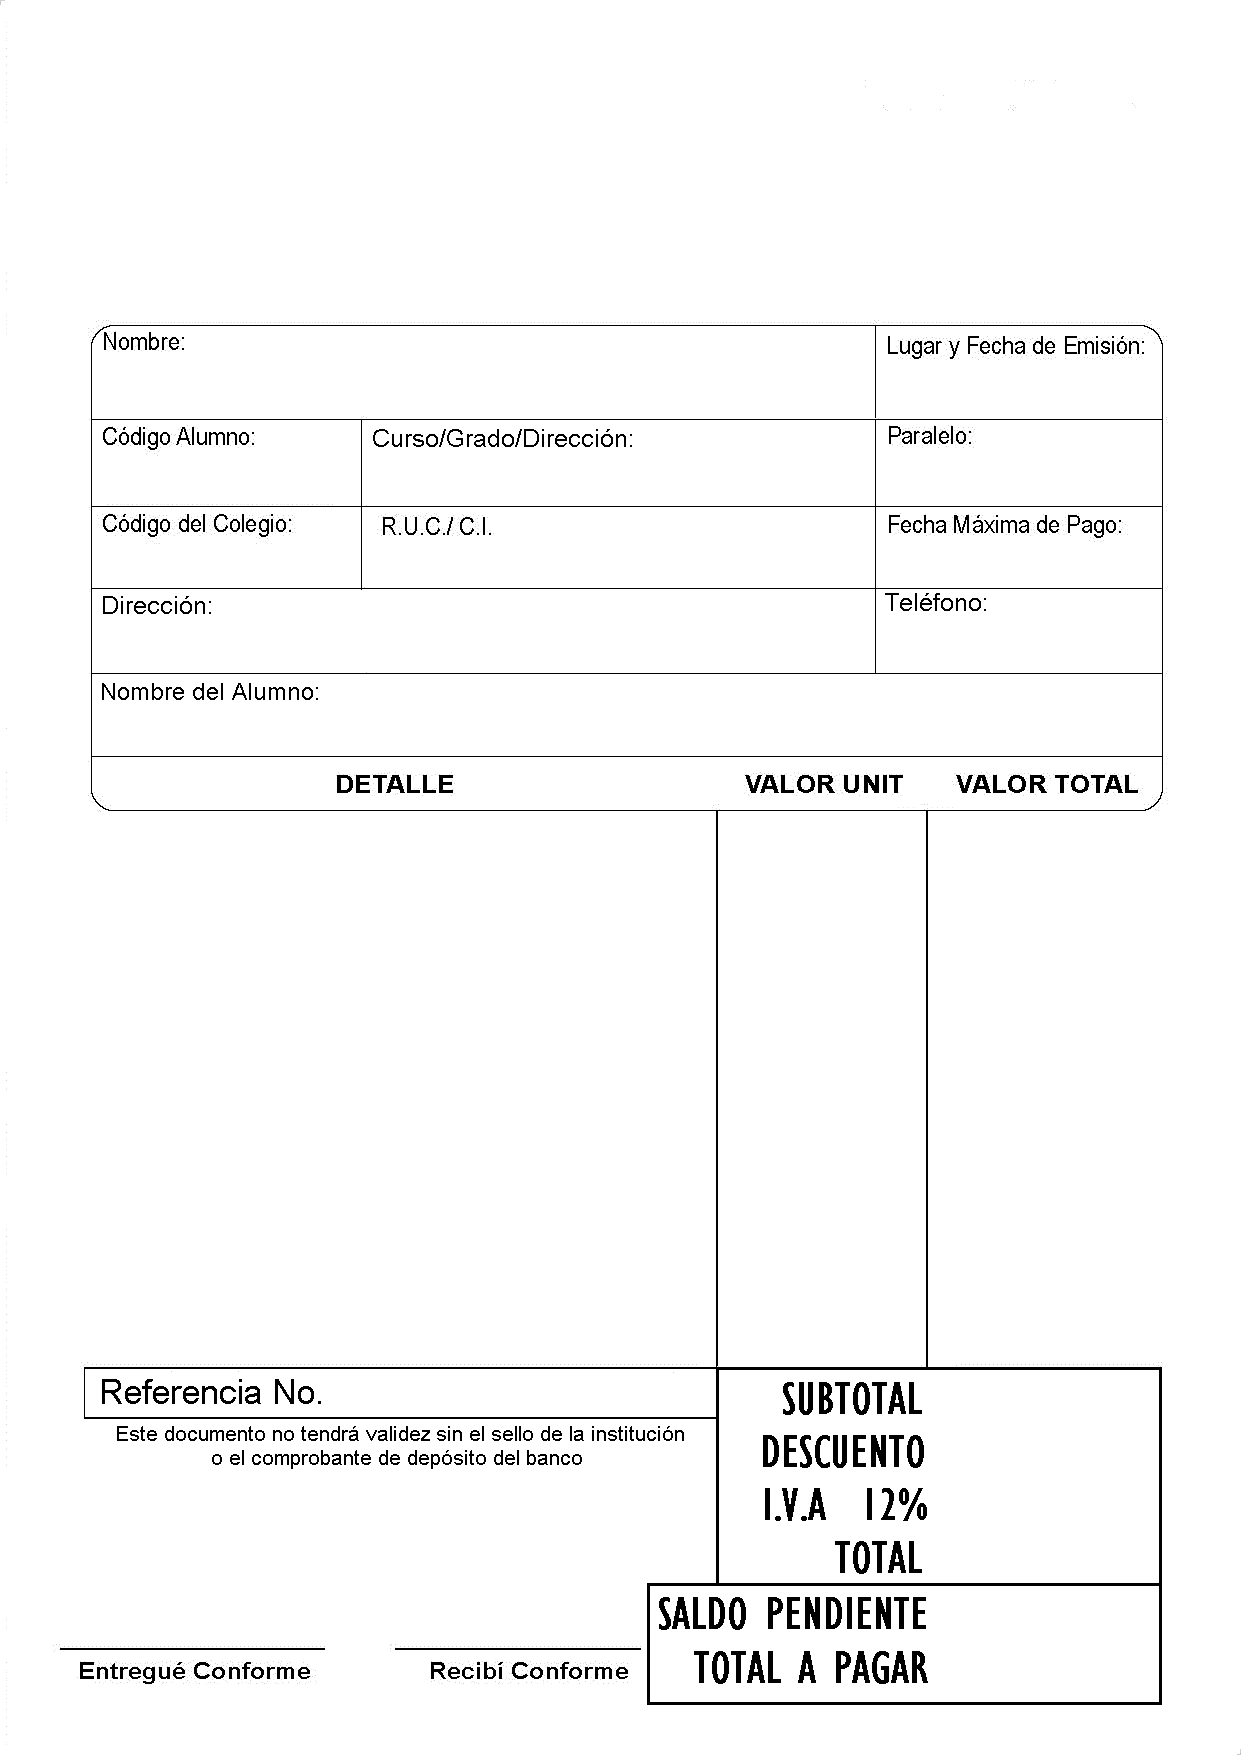 Nombre:
Lugar y Fecha de Emisión:
Código Alumno:
Curso/Grado/Dirección:
Paralelo:
Código del Colegio:
R.U.C./ C.I.
Fecha Máxima de Pago:
Dirección:
Teléfono:
Nombre del Alumno:
DETALLE
VALOR UNIT
VALOR TOTAL
Referencia No.
Este documento no tendrá validez sin el sello de la institución
o el comprobante de depósito del banco
SUBTOTAL
DESCUENTO
I.V.A 12%
TOTAL
SALDO PENDIENTE
TOTAL A PAGAR
Entregué Conforme
Recibí Conforme